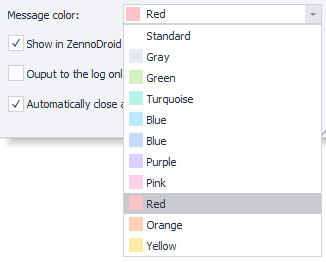 Message color: Red
Show in ZennoDroid
Ouput to the log onl
Automatically close a
Standard
Gray
Green
Turquoise
Blue
Blue
Purple
Pink
Red
Orange
Yellow